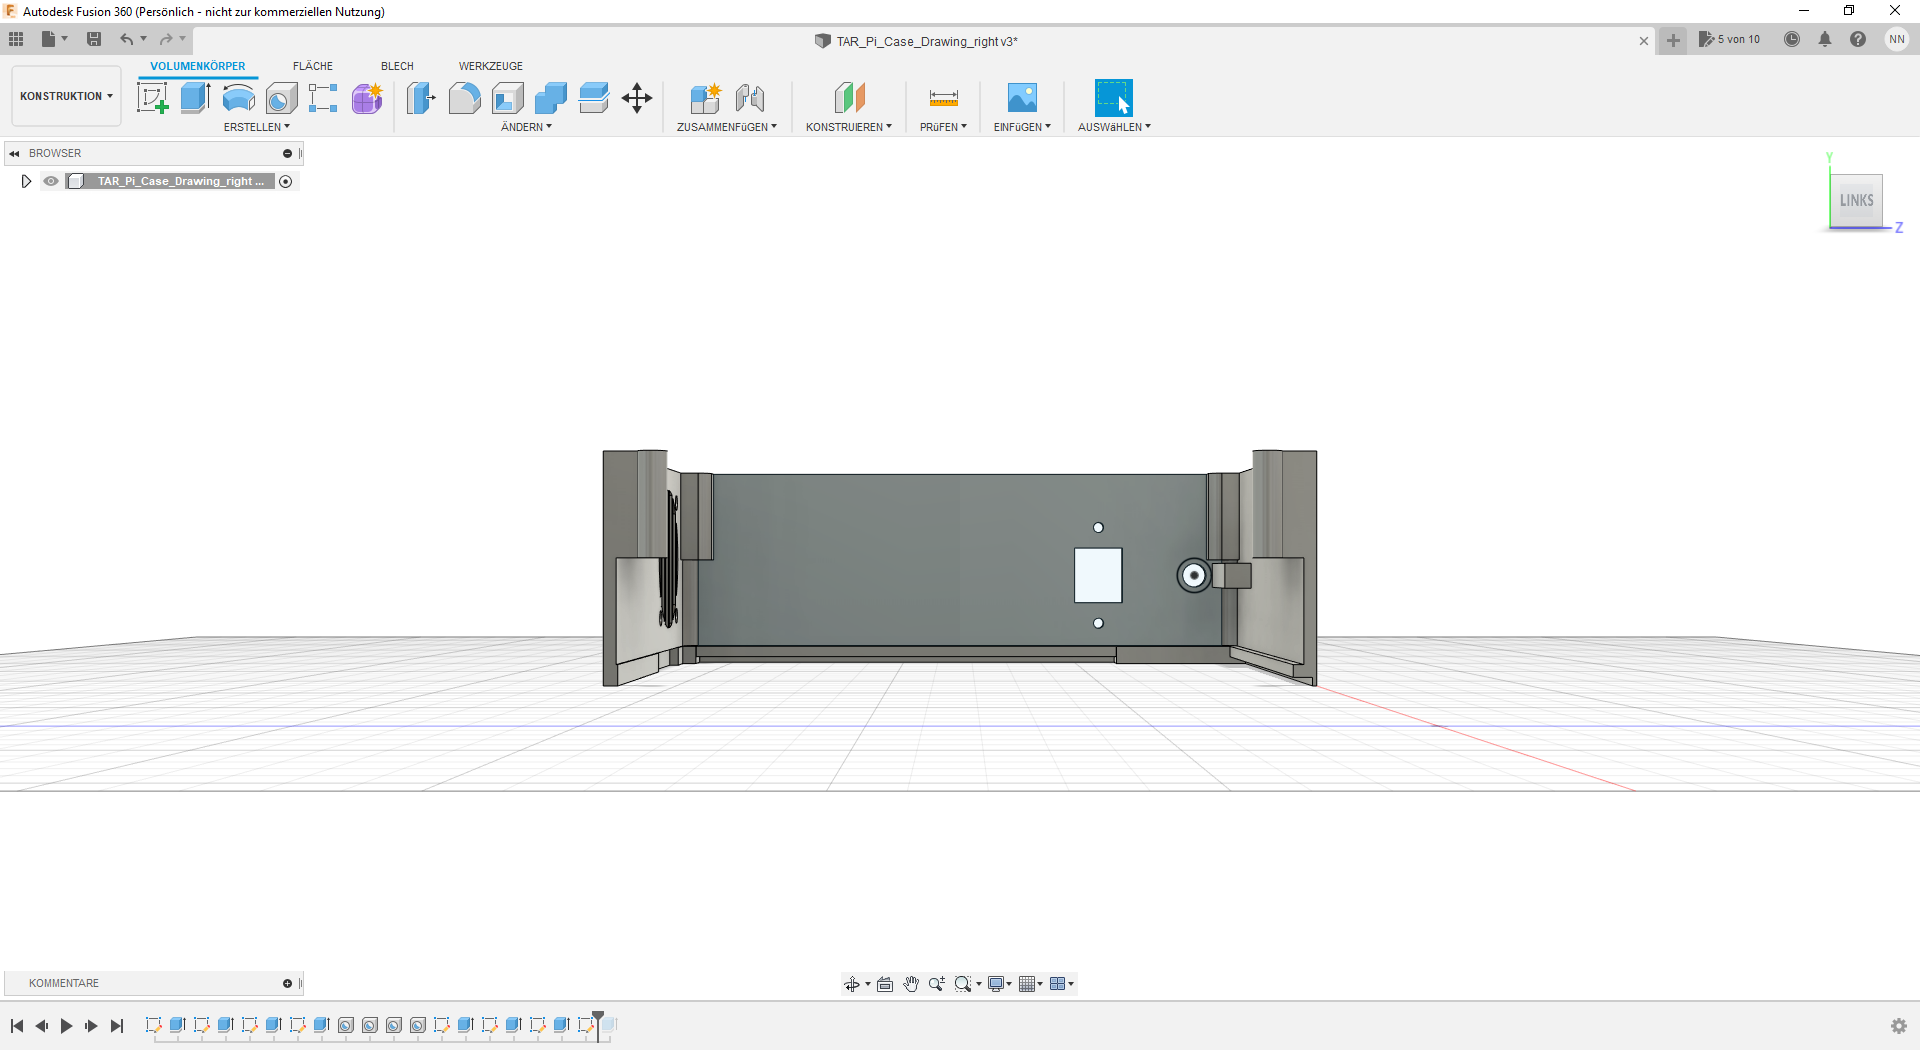 Autodesk Fusion 360 (Persönlich - nicht zur kommerziellen Nutzung)
TAR_Pi_Case_Drawing_right v3*
5 von 10
NN
KONSTRUKTION
VOLUMENKÖRPER
FLÄCHE
BLECH
WERKZEUGE
ERSTELLEN
ÄNDERN
ZUSAMMENFüGEN
KONSTRUIEREN
PRüFEN
EINFüGEN
AUSWäHLEN
BROWSER
TAR_Pi_Case_Drawing_right ...
Y
LINKS
Z
KOMMENTARE